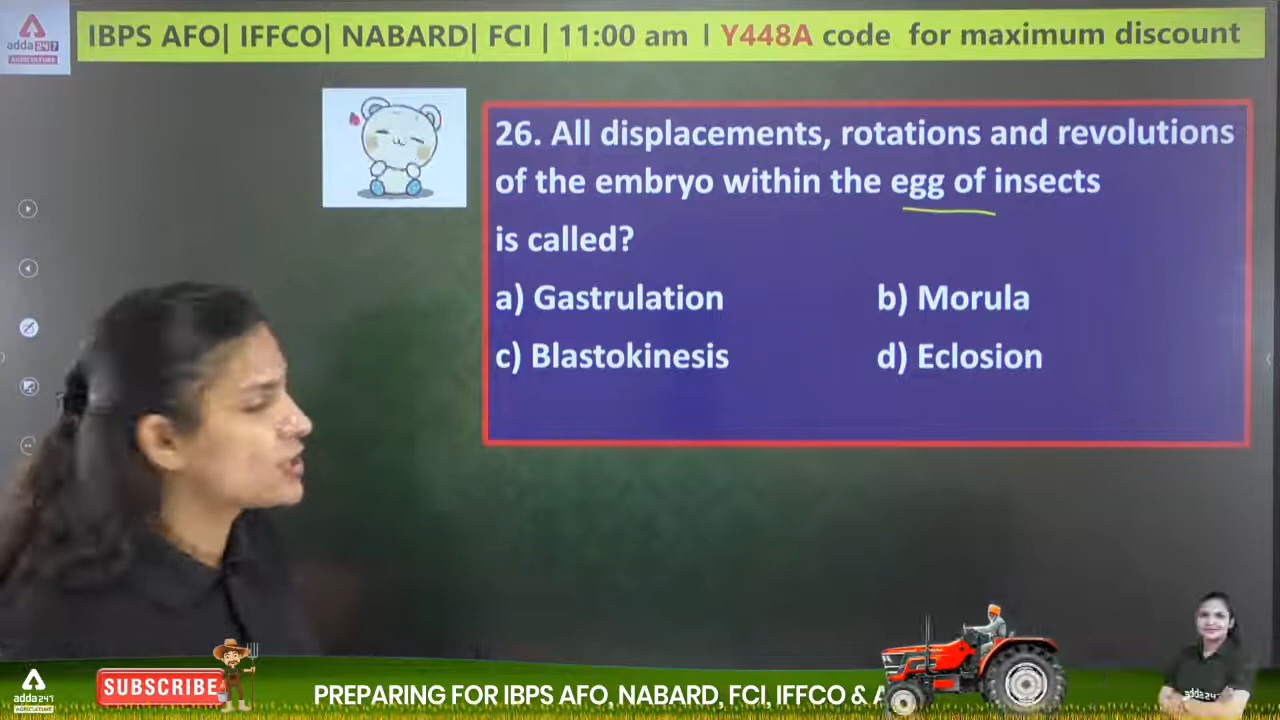 adda247
AGRICULTURE
IBPS AFO| IFFCO| NABARD| FCI | 11:00 am I Y448A code for maximum discount
26. All displacements, rotations and revolutions
of the embryo within the egg of insects
is called?
a) Gastrulation b) Morula
c) Blastokinesis d) Eclosion
adda247
AGRICULTURE
SUBSCRIBE
PREPARING FOR IBPS AFO, NABARD, FCI, IFFCO & A
adda247